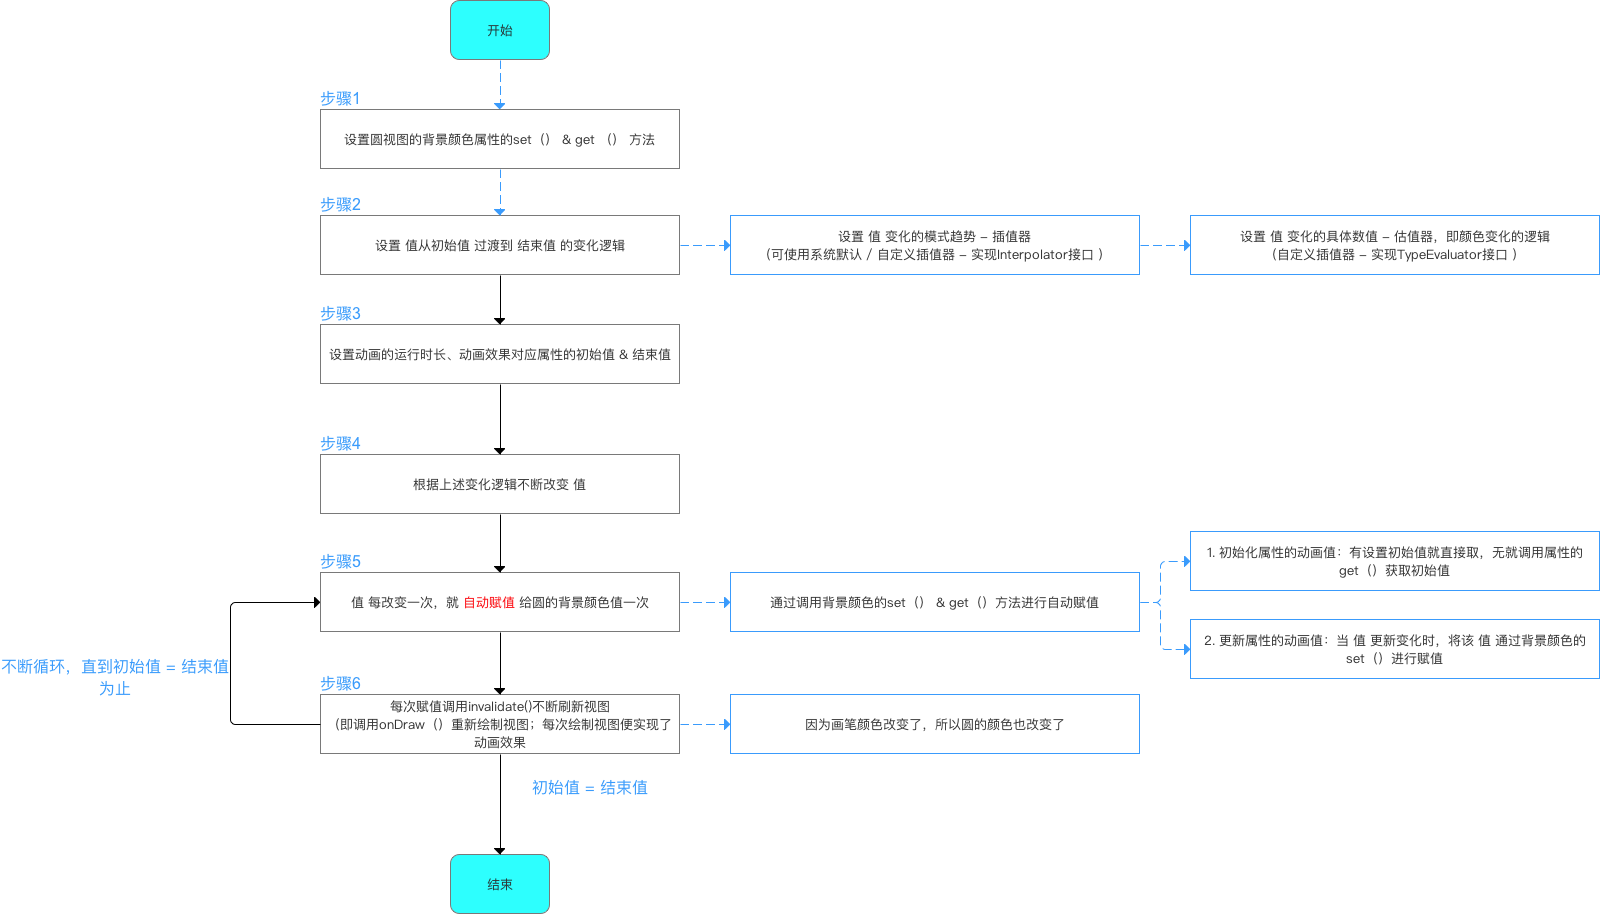 开始
步骤1
设置圆视图的背景颜色属性的set（） & get （） 方法
步骤2
设置 值从初始值 过渡到 结束值 的变化逻辑
设置 值 变化的模式趋势 - 插值器
（可使用系统默认 / 自定义插值器 - 实现Interpolator接口 ）
设置 值 变化的具体数值 - 估值器，即颜色变化的逻辑
（自定义插值器 - 实现TypeEvaluator接口 ）
步骤3
设置动画的运行时长、动画效果对应属性的初始值 & 结束值
步骤4
根据上述变化逻辑不断改变 值
步骤5
值 每改变一次，就 自动赋值 给圆的背景颜色值一次
通过调用背景颜色的set（） & get（）方法进行自动赋值
1. 初始化属性的动画值：有设置初始值就直接取，无就调用属性的
get（）获取初始值
2. 更新属性的动画值：当 值 更新变化时，将该 值 通过背景颜色的
set（）进行赋值
不断循环，直到初始值 = 结束值
为止
步骤6
每次赋值调用invalidate()不断刷新视图
（即调用onDraw（）重新绘制视图；每次绘制视图便实现了
动画效果
因为画笔颜色改变了，所以圆的颜色也改变了
初始值 = 结束值
结束